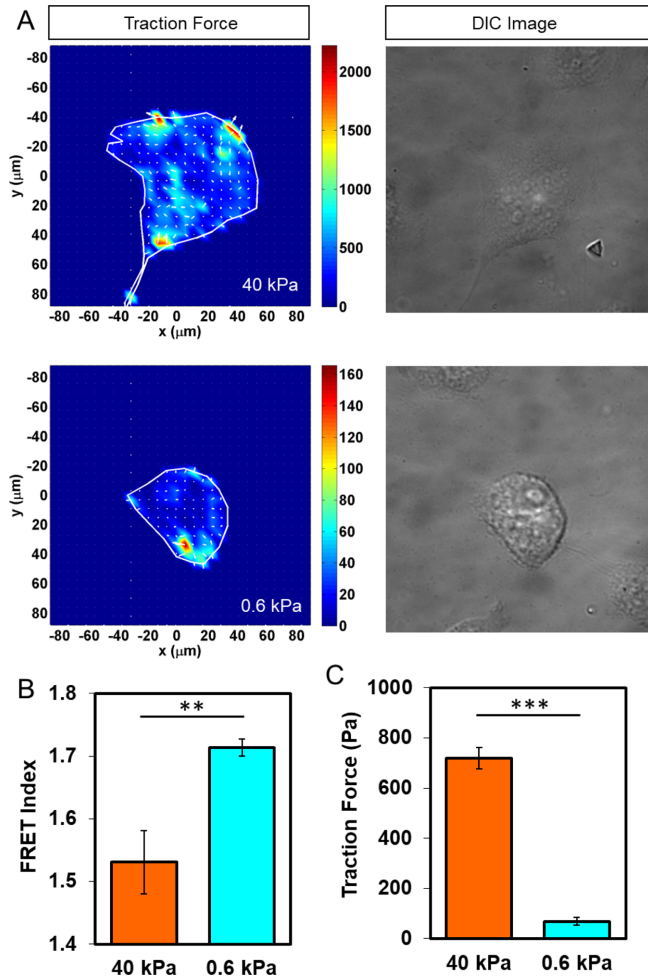 A
Traction Force
DIC Image
-80
-60
-40
-20
0
20
40
60
80
y (μm)
-80 -60 -40 -20 0 20 40 60 80
x (μm)
40 kPa
2000
1500
1000
500
0
-80
-60
-40
-20
0
20
40
60
80
y (μm)
-80 -60 -40 -20 0 20 40 60 80
x (μm)
0.6 kPa
160
140
120
100
80
60
40
20
0
B
1.8
1.7
1.6
1.5
1.4
FRET Index
**
40 kPa 0.6 kPa
C
1000
800
600
400
200
0
Traction Force (Pa)
***
40 kPa 0.6 kPa